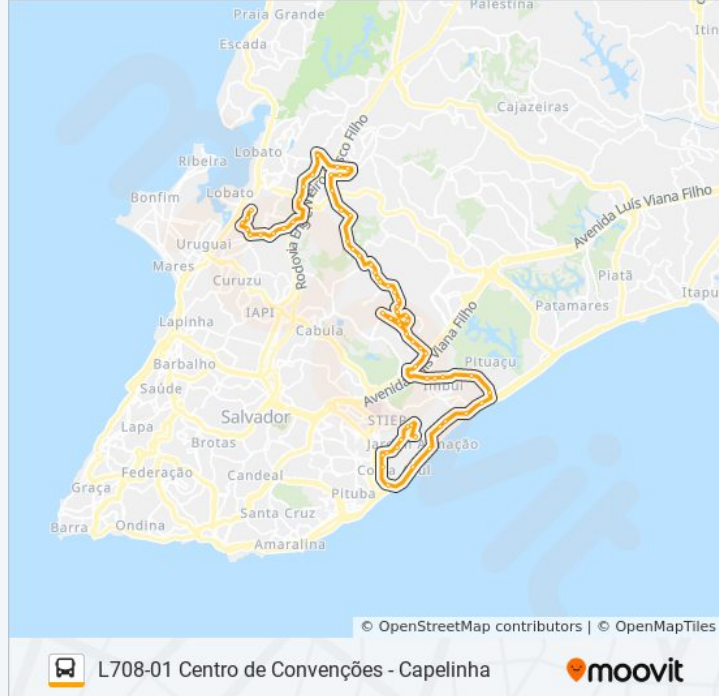 Praia Grande
Palestina
Escada
Itin
Cajazeiras
Ribeira
Lobato
Bonfim
Lobato
Avenida Luís Viana Filho
Uruguai
Mares
Curuzu
Piatã
Itapu
Patamares
Lapinha
IAPI
Cabula
Avenida Luís Viana Filho
Pituaçu
Barbalho
Imbuí
Saúde
Salvador
STIEP
Lapa
Brotas
Federação
Candeal
Graça
Pituba
Santa Cruz
Barra
Ondina
Amaralina
© OpenStreetMap contributors | © OpenMapTiles
L708-01 Centro de Convenções - Capelinha
moovit